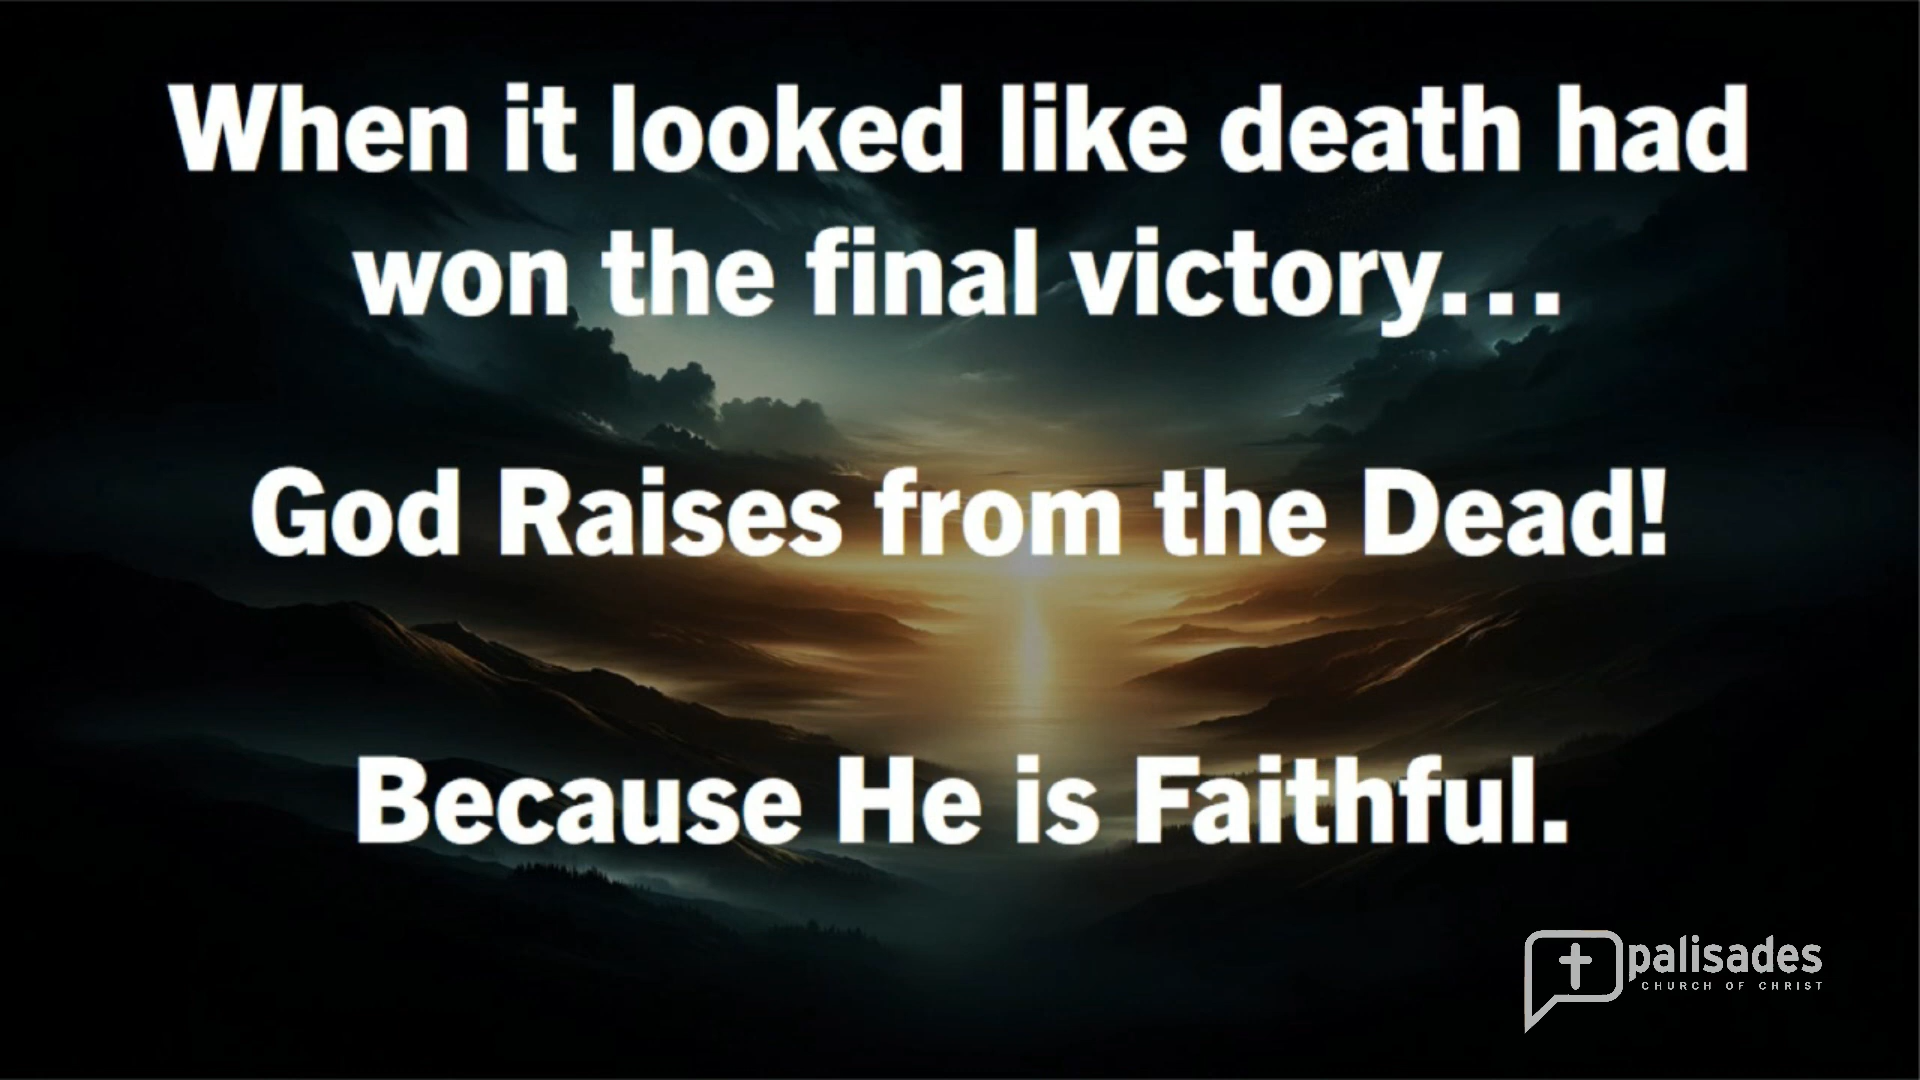 When it looked like death had
won the final victory…
God Raises from the Dead!
Because He is Faithful.
palisades
CHURCH OF CHRIST